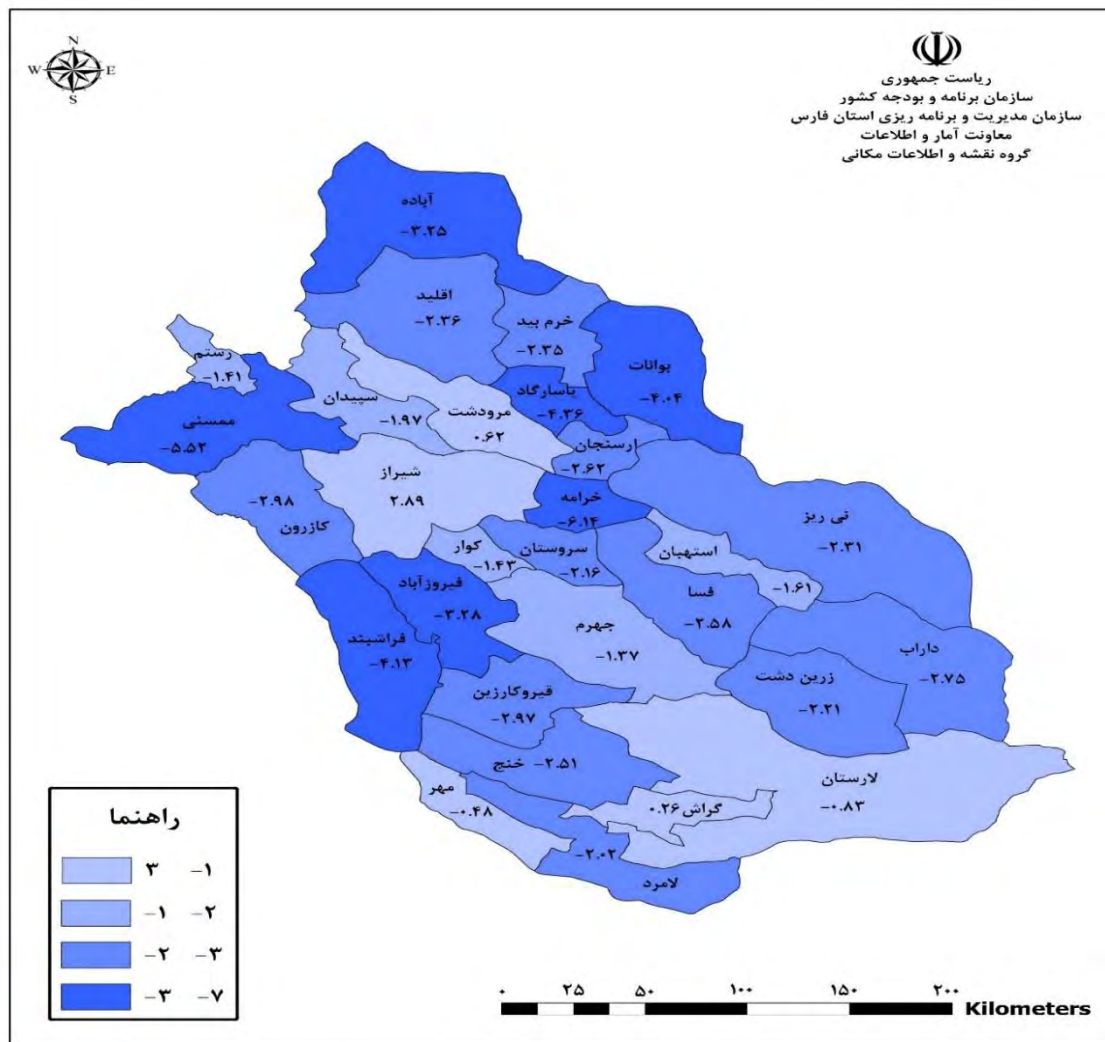 N
W E
S
ریاست جمهوری
سازمان برنامه و بودجه کشور
سازمان مدیریت و برنامه ریزی استان فارس
معاونت آمار و اطلاعات
گروه نقشه و اطلاعات مکانی
آباده
-۳.۲۵
اقلید
-۲.۳۶
خرم بید
-۲.۳۵
بوانات
-۴.۰۴
رستم
-۱.۴۱
ممسنی
-۵.۵۲
سپیدان
-۱.۹۷
مرودشت
۰.۶۲
پاسارگاد
-۴.۳۶
ارسنجان
-۲.۶۲
شیراز
۲.۸۹
خرامه
-۶.۱۴
نی ریز
-۲.۳۱
-۲.۹۸
کازرون
کوار
-۱.۴۳
سروستان
-۲.۱۶
استهبان
-۱.۶۱
فسا
-۲.۵۸
فیروزآباد
-۳.۲۸
فراشبند
-۴.۱۳
جهرم
-۱.۳۷
داراب
-۲.۷۵
زرین دشت
-۲.۲۱
قیروکارزین
-۲.۹۷
خنج -۲.۵۱
لارستان
-۰.۸۳
مهر
-۰.۴۸
گراش ۰.۲۶
-۲.۰۲
لامرد
راهنما
۳ -۱
-۱ -۲
-۲ -۳
-۳ -۷
۰ ۲۵ ۵۰ ۱۰۰ ۱۵۰ ۲۰۰
Kilometers